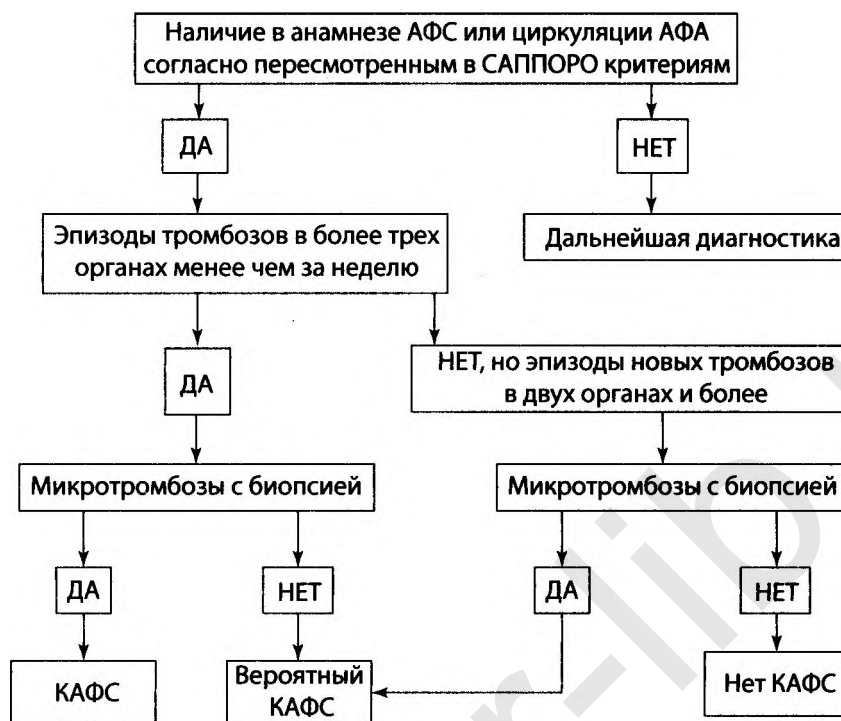 Наличие в анамнезе АФС или циркуляции АФА
согласно пересмотренным в САППОРО критериям
ДА
НЕТ
Эпизоды тромбозов в более трех
органах менее чем за неделю
Дальнейшая диагностика
ДА
НЕТ, но эпизоды новых тромбозов
в двух органах и более
Микротромбозы с биопсией
Микротромбозы с биопсией
ДА
НЕТ
ДА
НЕТ
КАФС
Вероятный
КАФС
Нет КАФС
r-lib